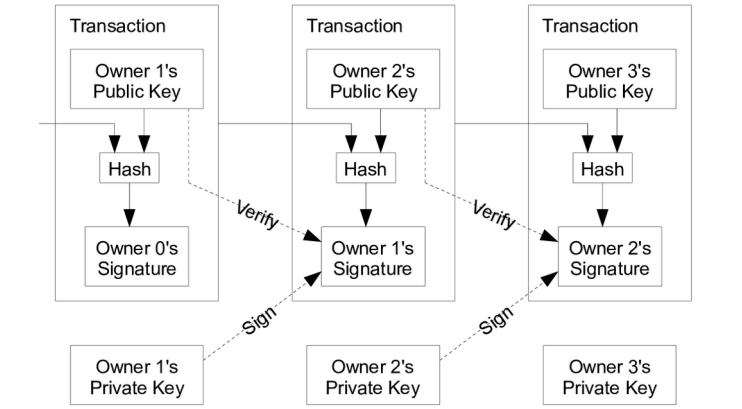 Transaction
Owner 1's
Public Key
Hash
Owner 0's
Signature
Transaction
Owner 2's
Public Key
Hash
Verify
Owner 1's
Signature
Transaction
Owner 3's
Public Key
Hash
Verify
Owner 2's
Signature
Sign
Sign
Owner 1's
Private Key
Owner 2's
Private Key
Owner 3's
Private Key